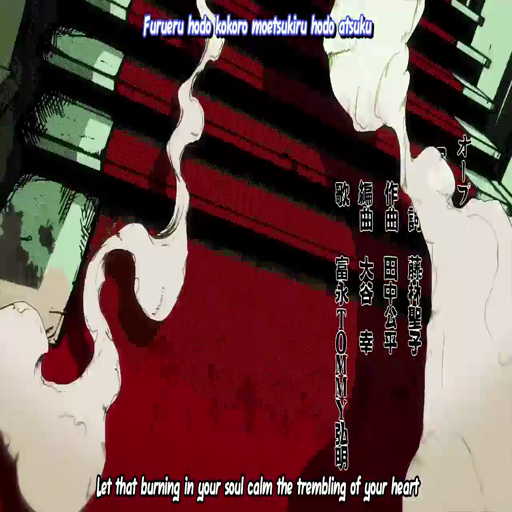 Furueru hodo kokoro moetsukiru hodo atsuku
オープ
詞 藤林聖子
作曲 田中公平
編曲 大谷 幸
歌 富永TOMMY弘明
Let that burning in your soul calm the trembling of your heart